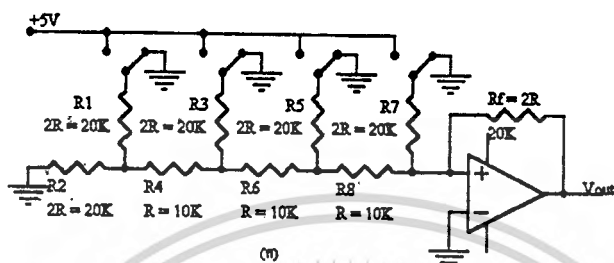 +5V
R1 R3 R5 R7 Rf = 2R
2R = 20K 2R = 20K 2R = 20K 2R = 20K 20K
+
Vout
R2 R4 R6 R8
−
2R = 20K R = 10K R = 10K R = 10K
(ก)